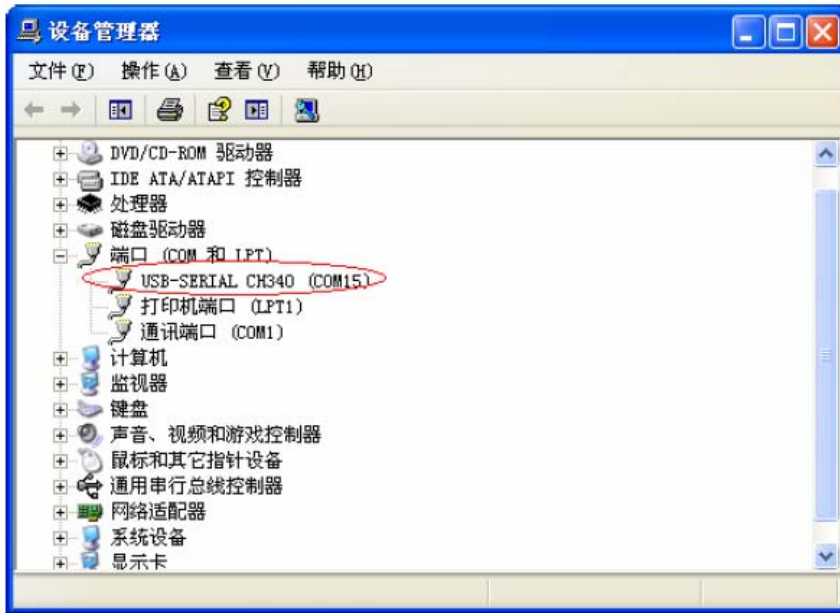 设备管理器
文件(F) 操作(A) 查看(V) 帮助(H)
DVD/CD-ROM 驱动器
IDE ATA/ATAPI 控制器
处理器
磁盘驱动器
端口 (COM 和 LPT)
USB-SERIAL CH340 (COM15)
打印机端口 (LPT1)
通讯端口 (COM1)
计算机
监视器
键盘
声音、视频和游戏控制器
鼠标和其它指针设备
通用串行总线控制器
网络适配器
系统设备
显示卡